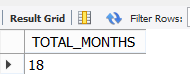 Result Grid Filter Rows:
TOTAL_MONTHS
18